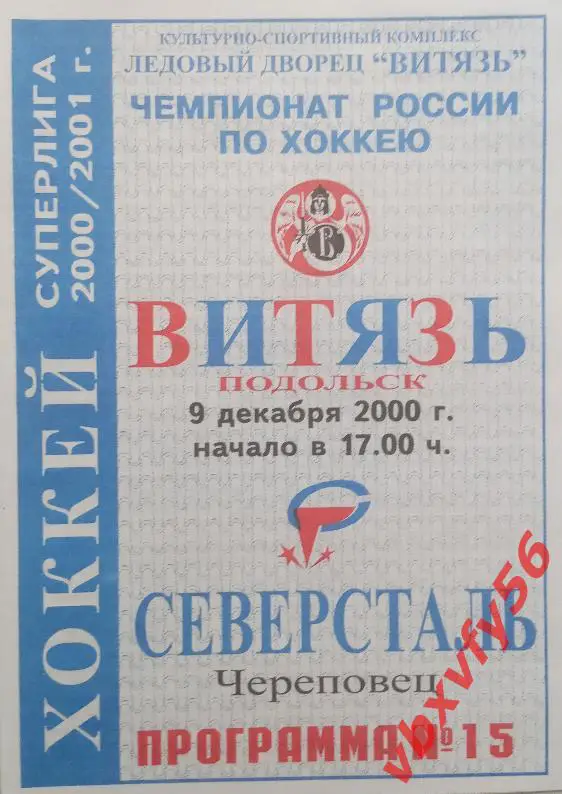 КУЛЬТУРНО-СПОРТИВНЫЙ КОМПЛЕКС
ЛЕДОВЫЙ ДВОРЕЦ "ВИТЯЗЬ"
ЧЕМПИОНАТ РОССИИ
ПО ХОККЕЮ
СУПЕРЛИГА
2000/2001 г.
ХОККЕЙ
В
ВИТЯЗЬ
ПОДОЛЬСК
9 декабря 2000 г.
начало в 17.00 ч.
СЕВЕРСТАЛЬ
Череповец
ПРОГРАММА №15
vbxvfy56